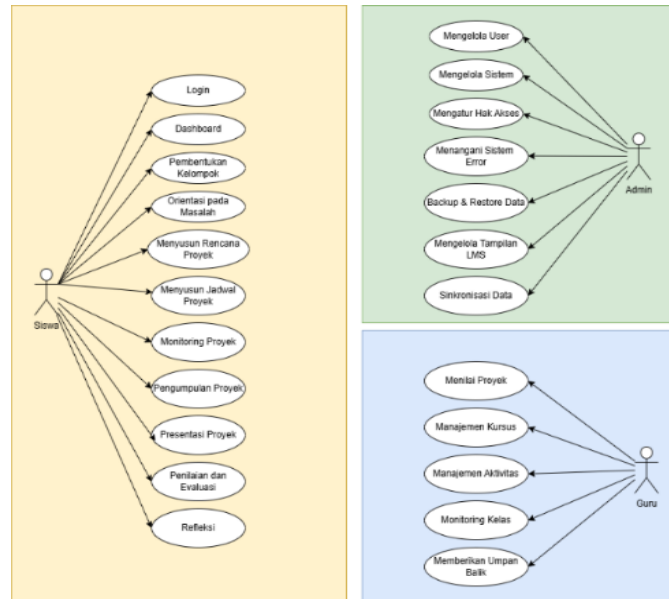 Login
Dashboard
Pembentukan
Kelompok
Orientasi pada
Masalah
Menyusun Rencana
Proyek
Menyusun Jadwal
Proyek
Monitoring Proyek
Pengumpulan Proyek
Presentasi Proyek
Penilaian dan
Evaluasi
Refleksi
Siswa
Mengelola User
Mengelola Sistem
Mengatur Hak Akses
Menangani Sistem
Error
Backup & Restore Data
Mengelola Tampilan
LMS
Sinkronisasi Data
Admin
Menilai Proyek
Manajemen Kursus
Manajemen Aktivitas
Monitoring Kelas
Memberikan Umpan
Balik
Guru